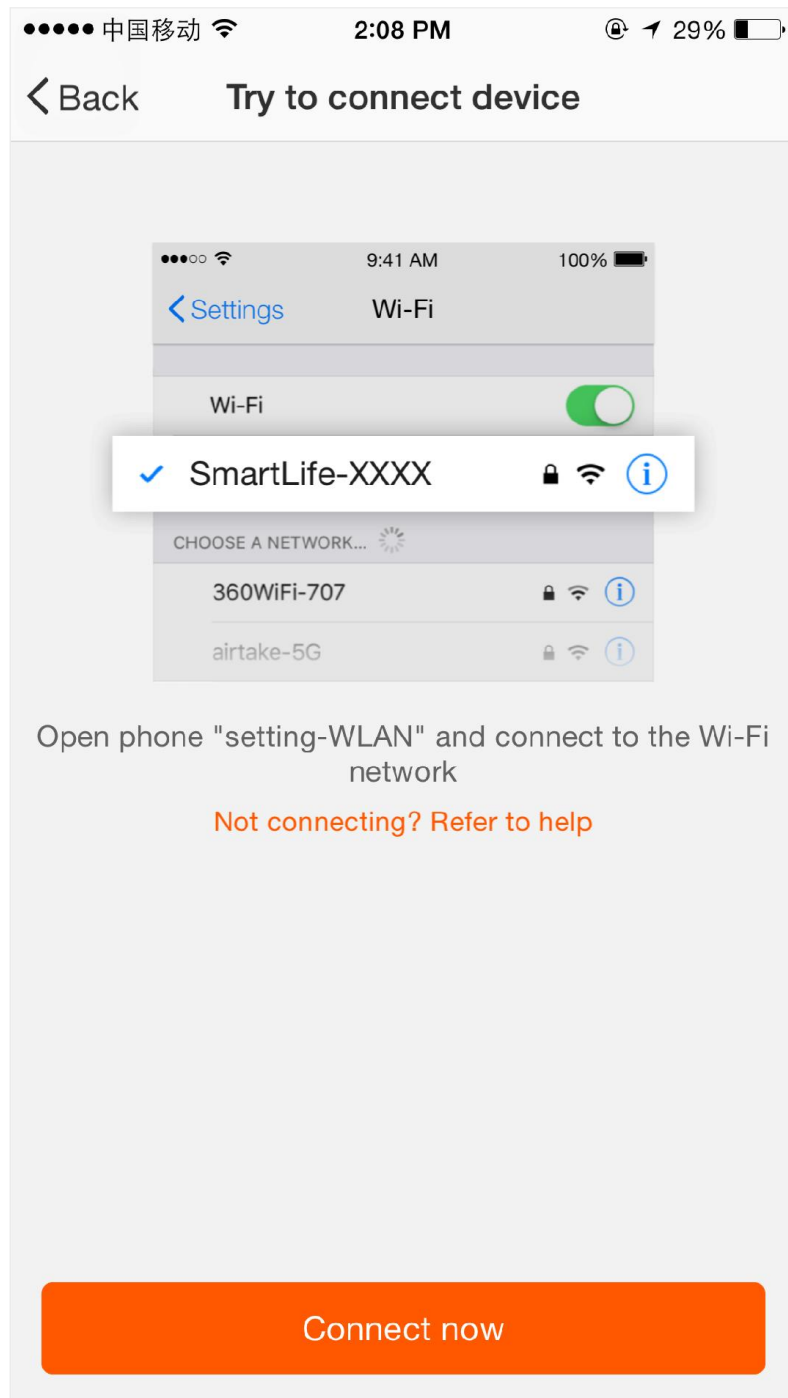 中国移动 2:08 PM 29%
Back Try to connect device
9:41 AM 100%
Settings Wi-Fi
Wi-Fi
SmartLife-XXXX
CHOOSE A NETWORK...
360WiFi-707
airtake-5G
Open phone "setting-WLAN" and connect to the Wi-Fi
network
Not connecting? Refer to help
Connect now